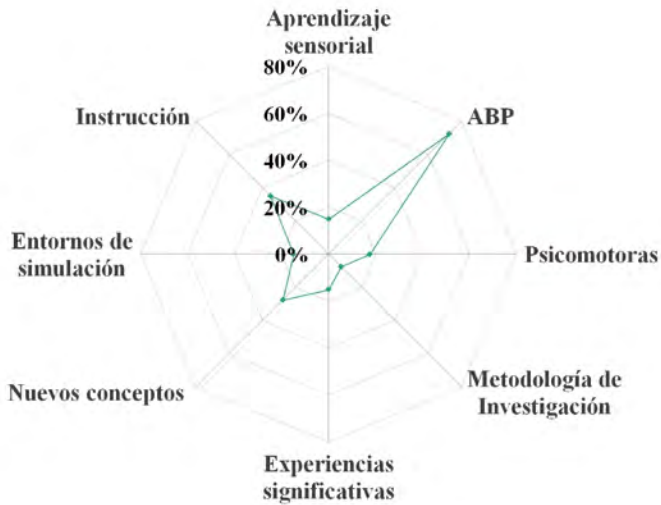 Aprendizaje
sensorial
80%
60%
40%
20%
0%
ABP
Psicomotoras
Metodología de
Investigación
Experiencias
significativas
Nuevos conceptos
Entornos de
simulación
Instrucción